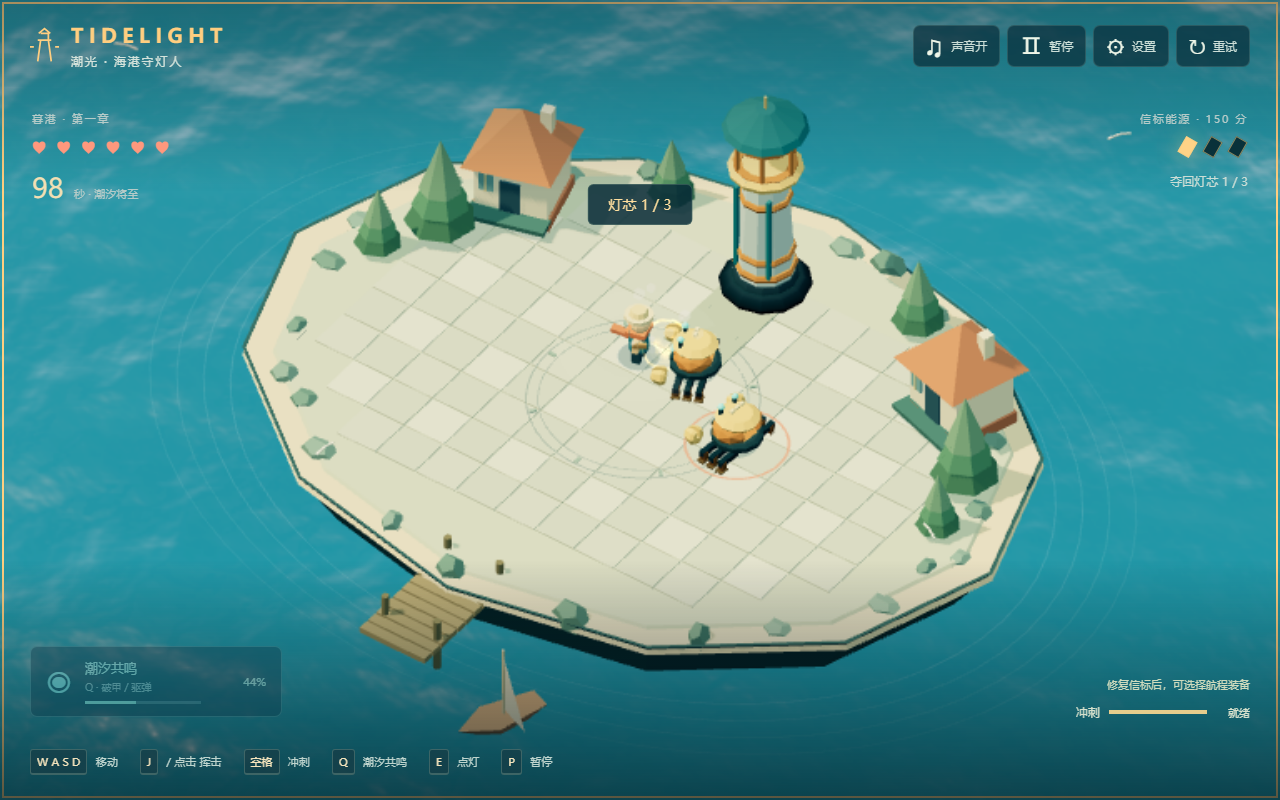 TIDELIGHT
潮光 · 海港守灯人
声音开
暂停
设置
重试
· 第一章
98 秒 · 潮汐将至
信标能源 · 150 分
夺回灯芯 1 / 3
灯芯 1 / 3
潮汐共鸣
Q · 破甲 / 驱弹
44%
修复信标后，可选择航程装备
冲刺 就绪
WASD 移动 J / 点击 挥击 空格 冲刺 Q 潮汐共鸣 E 点灯 P 暂停